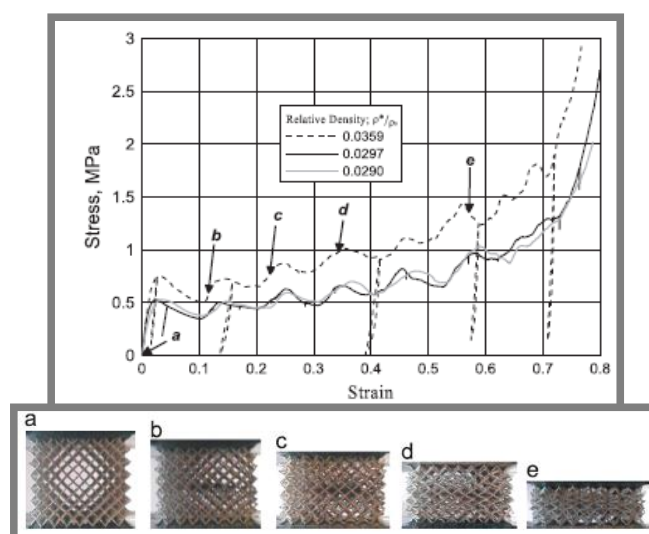 3
2.5
2
1.5
1
0.5
0
Stress, MPa
Relative Density; ρ*/ρₛ
0.0359
0.0297
0.0290
a
b
c
d
e
0 0.1 0.2 0.3 0.4 0.5 0.6 0.7 0.8
Strain
a b c d e